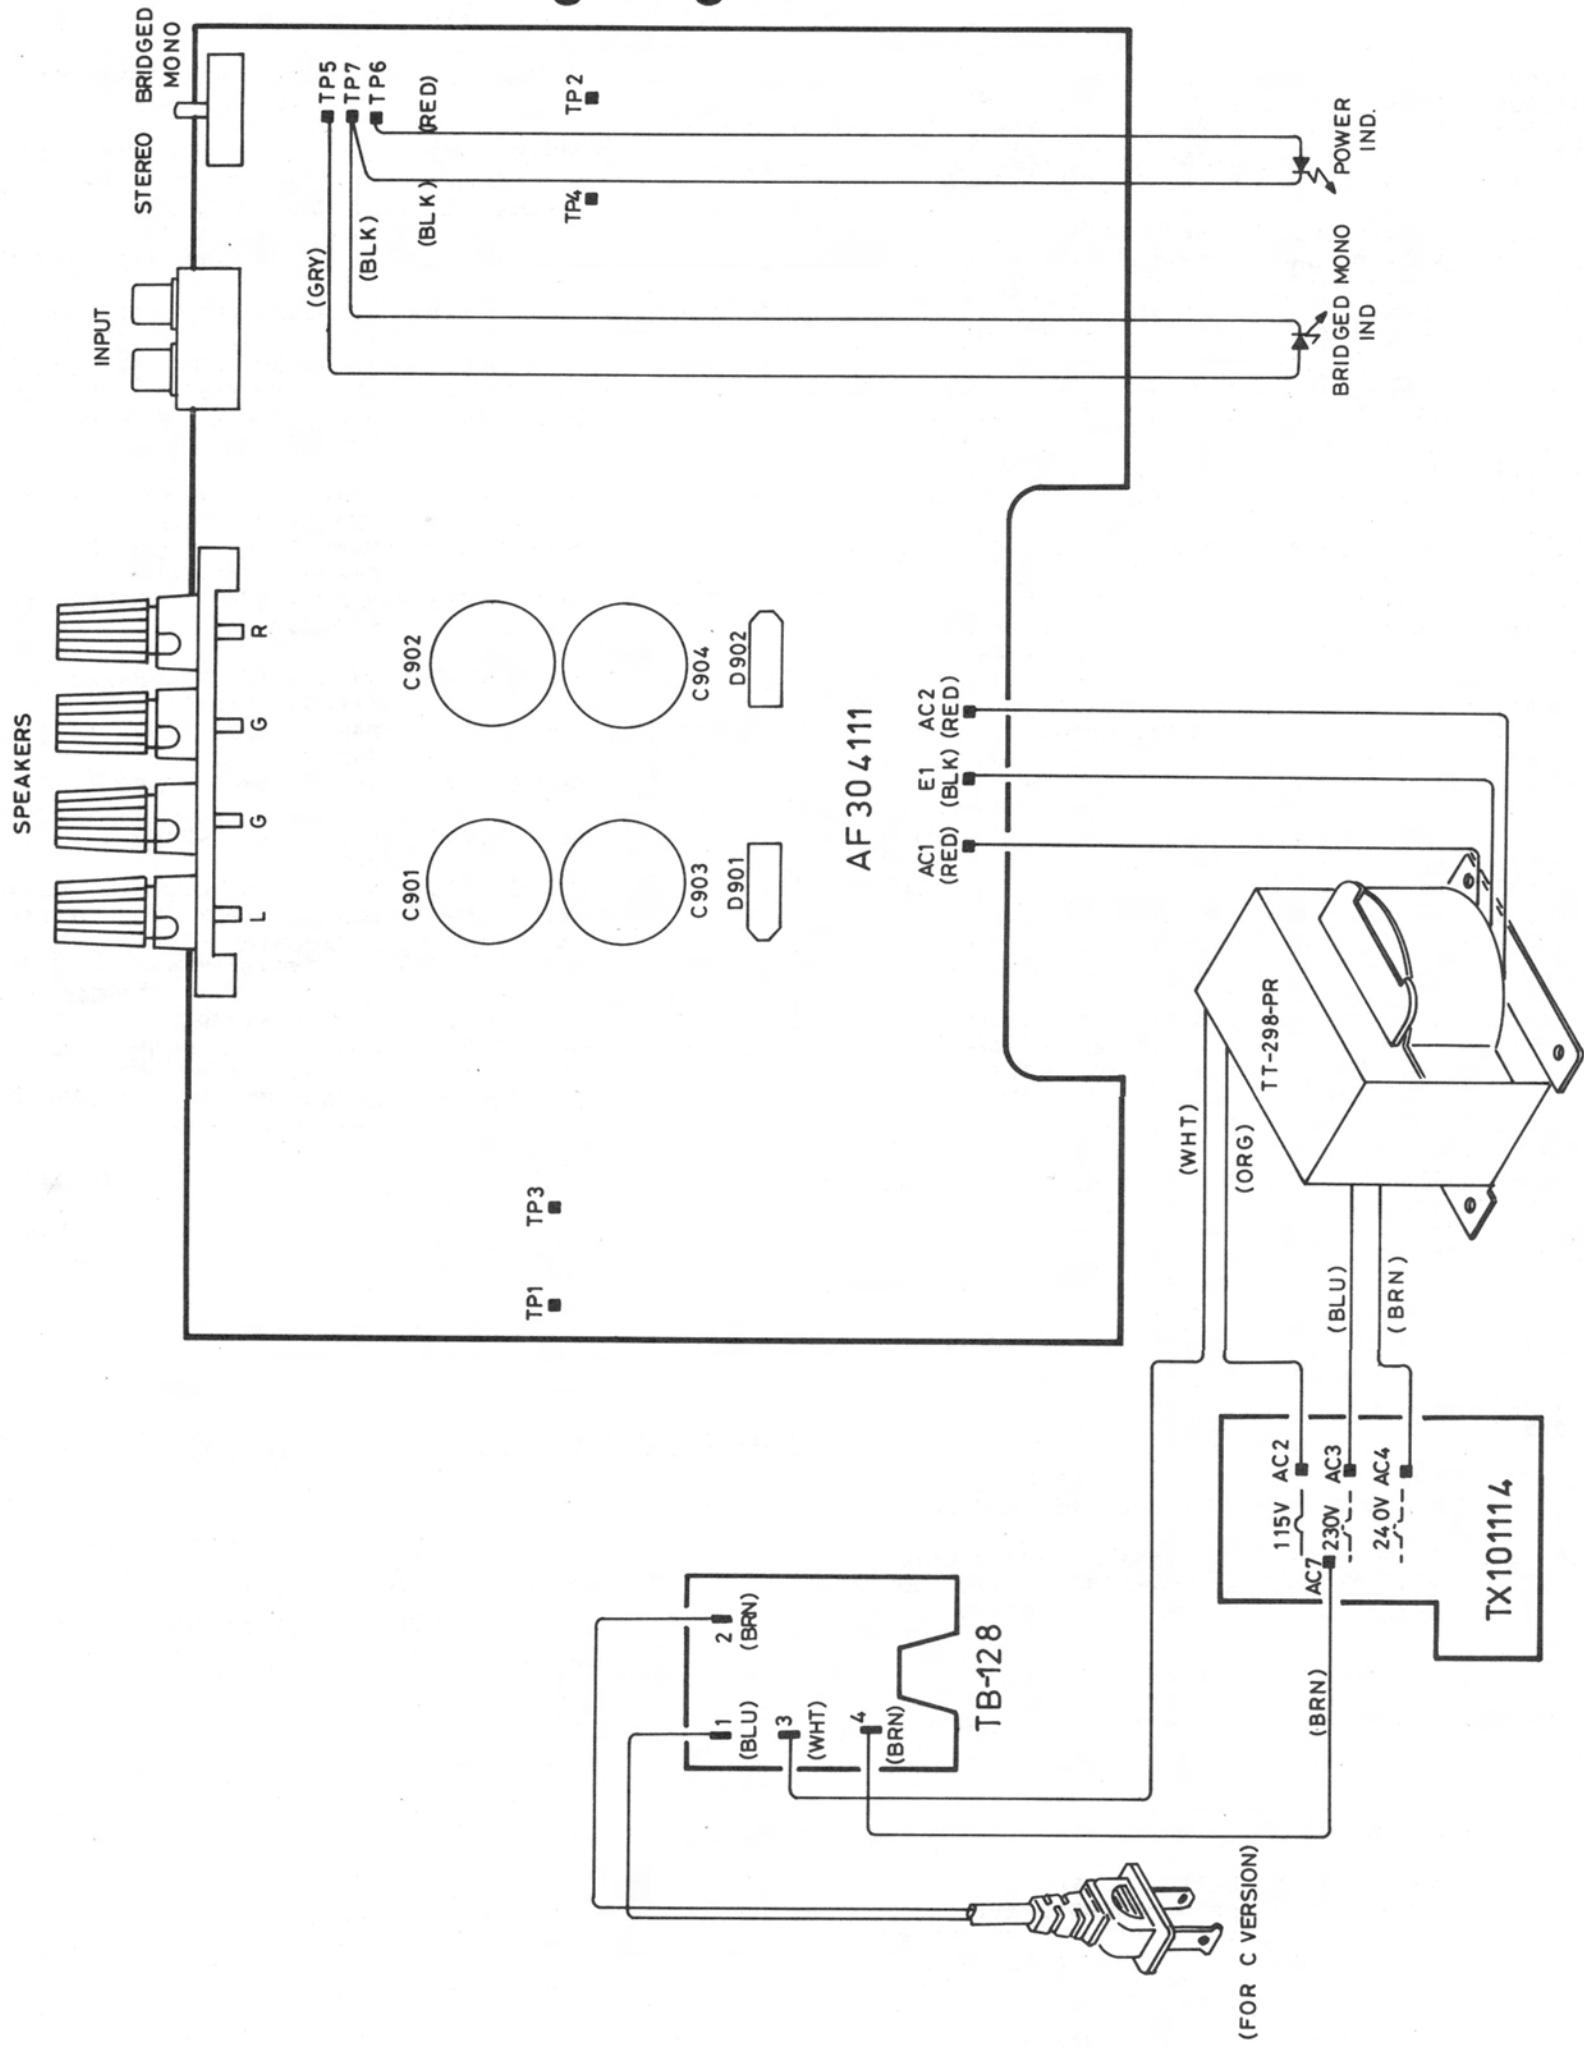 SPEAKERS
INPUT
STEREO BRIDGED
MONO
L
G
G
R
(GRY)
TP5
TP7
TP6
(BLK)
(BLK)
(RED)
C901
C902
TP1
TP3
TP4
TP2
C903
C904
D901
D902
AF304111
AC1
(RED)
E1
(BLK)
AC2
(RED)
POWER
IND.
BRIDGED MONO
IND
(WHT)
(ORG)
TT-298-PR
(BLU)
(BRN)
115V AC2
AC7
230V AC3
240V AC4
TX101114
2
(BRN)
1
(BLU)
3
(WHT)
4
(BRN)
TB-128
(BRN)
(FOR C VERSION)